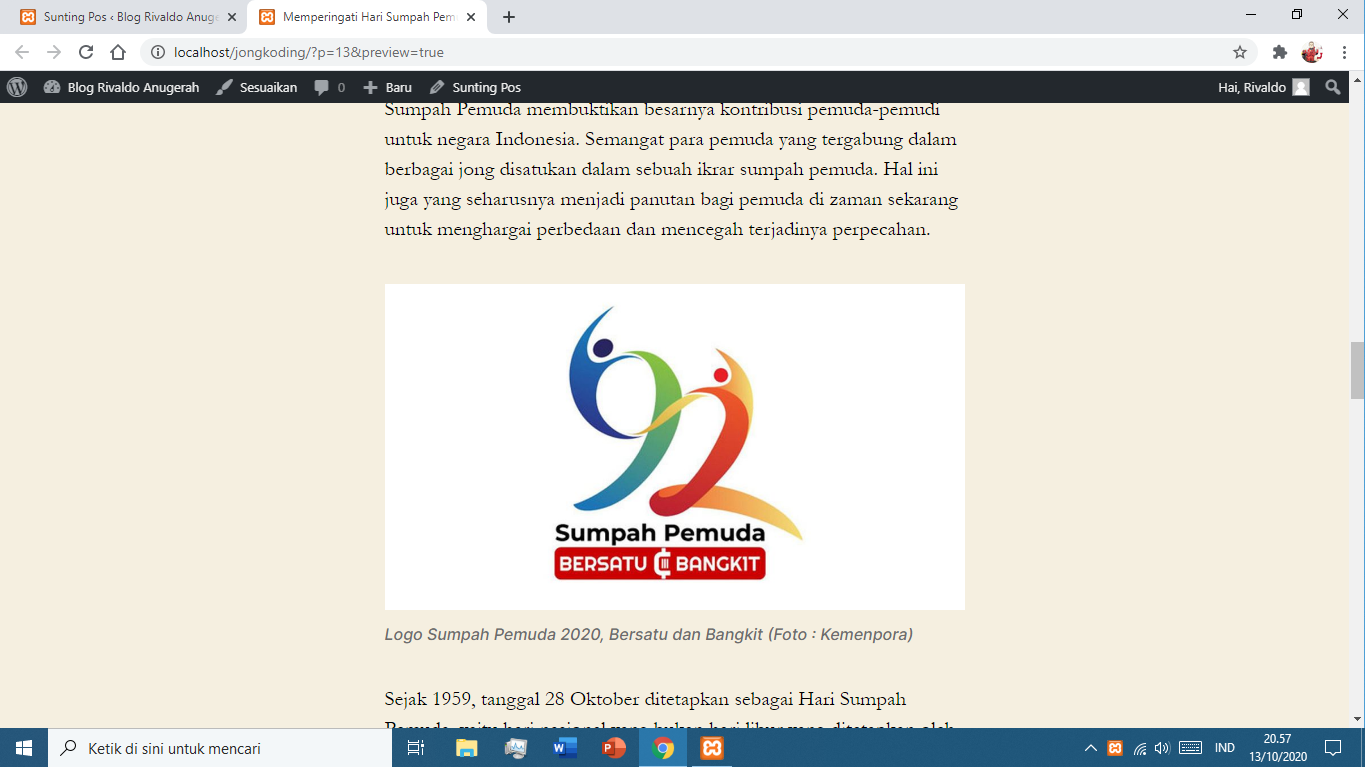 Sunting Pos ‹ Blog Rivaldo Anuge
Memperingati Hari Sumpah Pem
localhost/jongkoding/?p=13&preview=true
Blog Rivaldo Anugerah Sesuaikan 0 + Baru Sunting Pos Hai, Rivaldo
Sumpah Pemuda membuktikan besarnya kontribusi pemuda-pemudi
untuk negara Indonesia. Semangat para pemuda yang tergabung dalam
berbagai jong disatukan dalam sebuah ikrar sumpah pemuda. Hal ini
juga yang seharusnya menjadi panutan bagi pemuda di zaman sekarang
untuk menghargai perbedaan dan mencegah terjadinya perpecahan.
92
Sumpah Pemuda
BERSATU BANGKIT
Logo Sumpah Pemuda 2020, Bersatu dan Bangkit (Foto : Kemenpora)
Sejak 1959, tanggal 28 Oktober ditetapkan sebagai Hari Sumpah
Ketik di sini untuk mencari
IND
20.57
13/10/2020